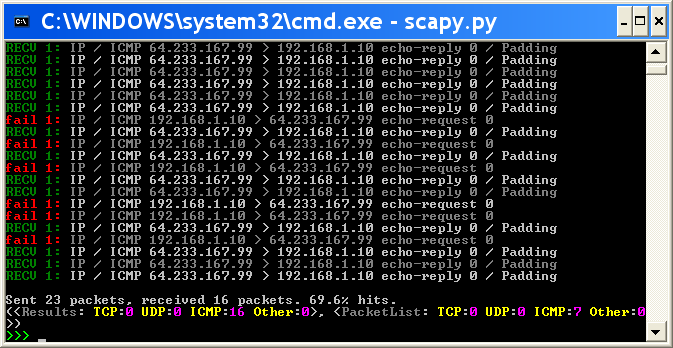 C:\WINDOWS\system32\cmd.exe - scapy.py
RECV 1: IP / ICMP 64.233.167.99 > 192.168.1.10 echo-reply 0 / Padding
RECV 1: IP / ICMP 64.233.167.99 > 192.168.1.10 echo-reply 0 / Padding
RECV 1: IP / ICMP 64.233.167.99 > 192.168.1.10 echo-reply 0 / Padding
RECV 1: IP / ICMP 64.233.167.99 > 192.168.1.10 echo-reply 0 / Padding
RECV 1: IP / ICMP 64.233.167.99 > 192.168.1.10 echo-reply 0 / Padding
RECV 1: IP / ICMP 64.233.167.99 > 192.168.1.10 echo-reply 0 / Padding
fail 1: IP / ICMP 192.168.1.10 > 64.233.167.99 echo-request 0
RECV 1: IP / ICMP 64.233.167.99 > 192.168.1.10 echo-reply 0 / Padding
fail 1: IP / ICMP 192.168.1.10 > 64.233.167.99 echo-request 0
RECV 1: IP / ICMP 64.233.167.99 > 192.168.1.10 echo-reply 0 / Padding
fail 1: IP / ICMP 192.168.1.10 > 64.233.167.99 echo-request 0
RECV 1: IP / ICMP 64.233.167.99 > 192.168.1.10 echo-reply 0 / Padding
RECV 1: IP / ICMP 64.233.167.99 > 192.168.1.10 echo-reply 0 / Padding
fail 1: IP / ICMP 192.168.1.10 > 64.233.167.99 echo-request 0
fail 1: IP / ICMP 192.168.1.10 > 64.233.167.99 echo-request 0
RECV 1: IP / ICMP 64.233.167.99 > 192.168.1.10 echo-reply 0 / Padding
fail 1: IP / ICMP 192.168.1.10 > 64.233.167.99 echo-request 0
RECV 1: IP / ICMP 64.233.167.99 > 192.168.1.10 echo-reply 0 / Padding
RECV 1: IP / ICMP 64.233.167.99 > 192.168.1.10 echo-reply 0 / Padding
RECV 1: IP / ICMP 64.233.167.99 > 192.168.1.10 echo-reply 0 / Padding
Sent 23 packets, received 16 packets. 69.6% hits.
(<Results: TCP:0 UDP:0 ICMP:16 Other:0>, <PacketList: TCP:0 UDP:0 ICMP:7 Other:0
>)
>>> _